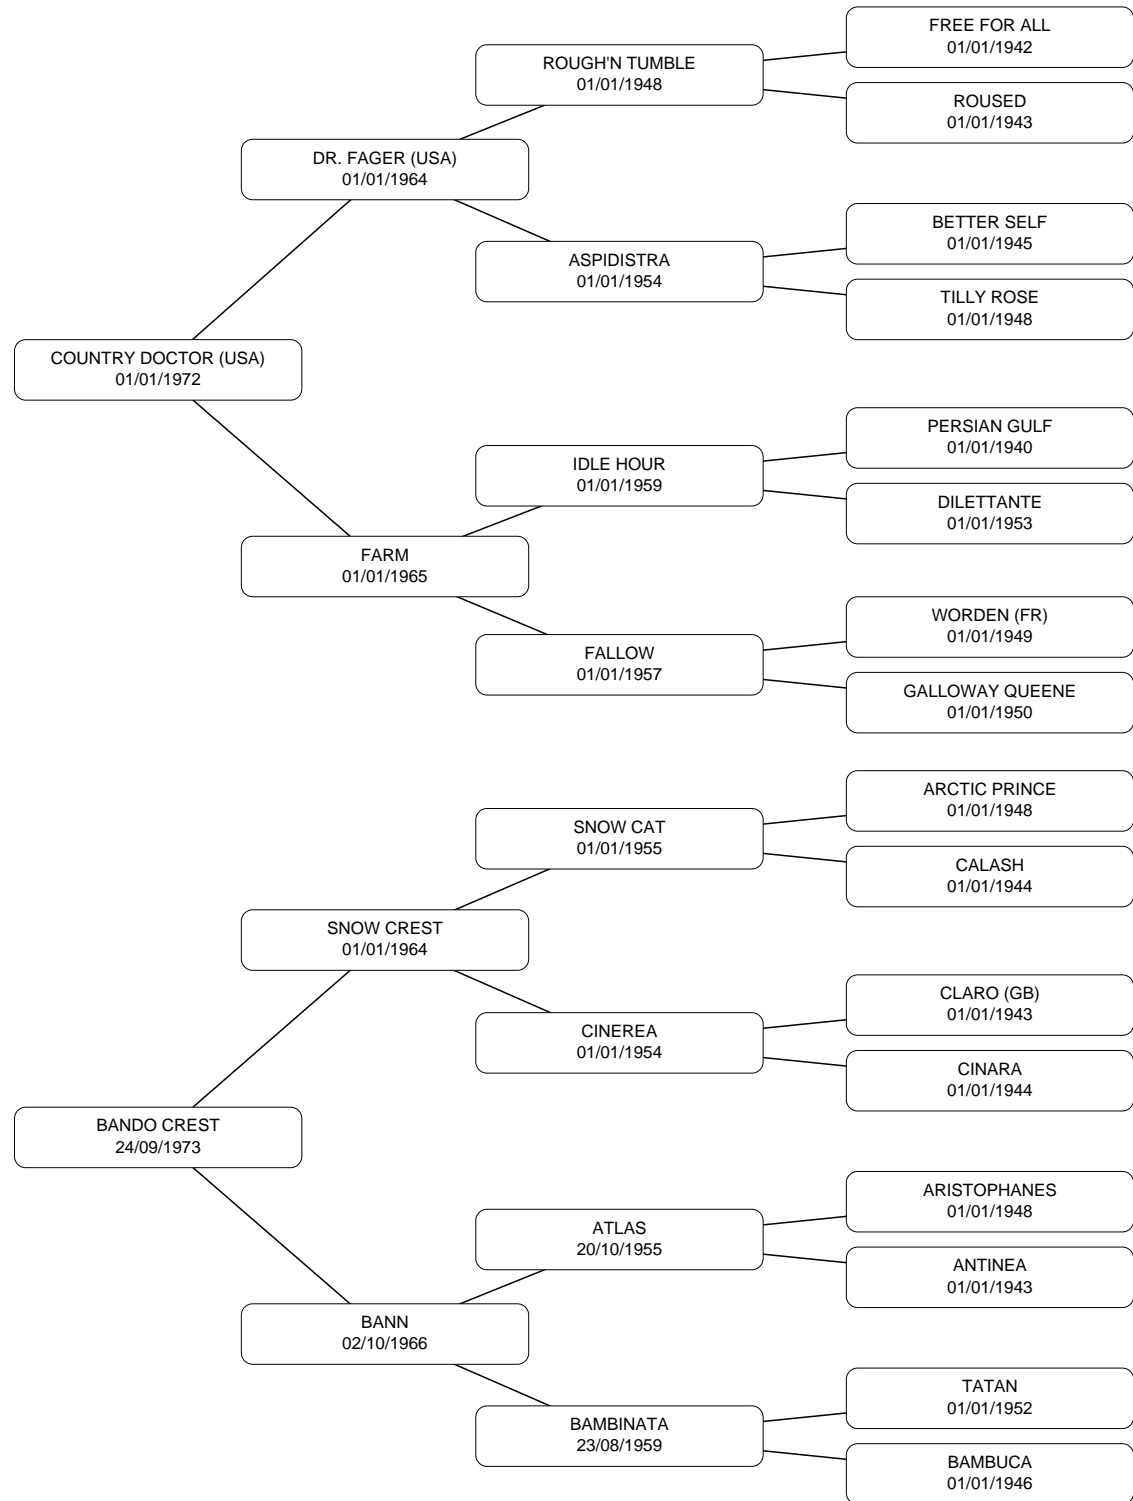 FREE FOR ALL
01/01/1942
ROUGH'N TUMBLE
01/01/1948
ROUSED
01/01/1943
DR. FAGER (USA)
01/01/1964
BETTER SELF
01/01/1945
ASPIDISTRA
01/01/1954
TILLY ROSE
01/01/1948
COUNTRY DOCTOR (USA)
01/01/1972
PERSIAN GULF
01/01/1940
IDLE HOUR
01/01/1959
DILETTANTE
01/01/1953
FARM
01/01/1965
WORDEN (FR)
01/01/1949
FALLOW
01/01/1957
GALLOWAY QUEENE
01/01/1950
ARCTIC PRINCE
01/01/1948
SNOW CAT
01/01/1955
CALASH
01/01/1944
SNOW CREST
01/01/1964
CLARO (GB)
01/01/1943
CINEREA
01/01/1954
CINARA
01/01/1944
BANDO CREST
24/09/1973
ARISTOPHANES
01/01/1948
ATLAS
20/10/1955
ANTINEA
01/01/1943
BANN
02/10/1966
TATAN
01/01/1952
BAMBINATA
23/08/1959
BAMBUCA
01/01/1946